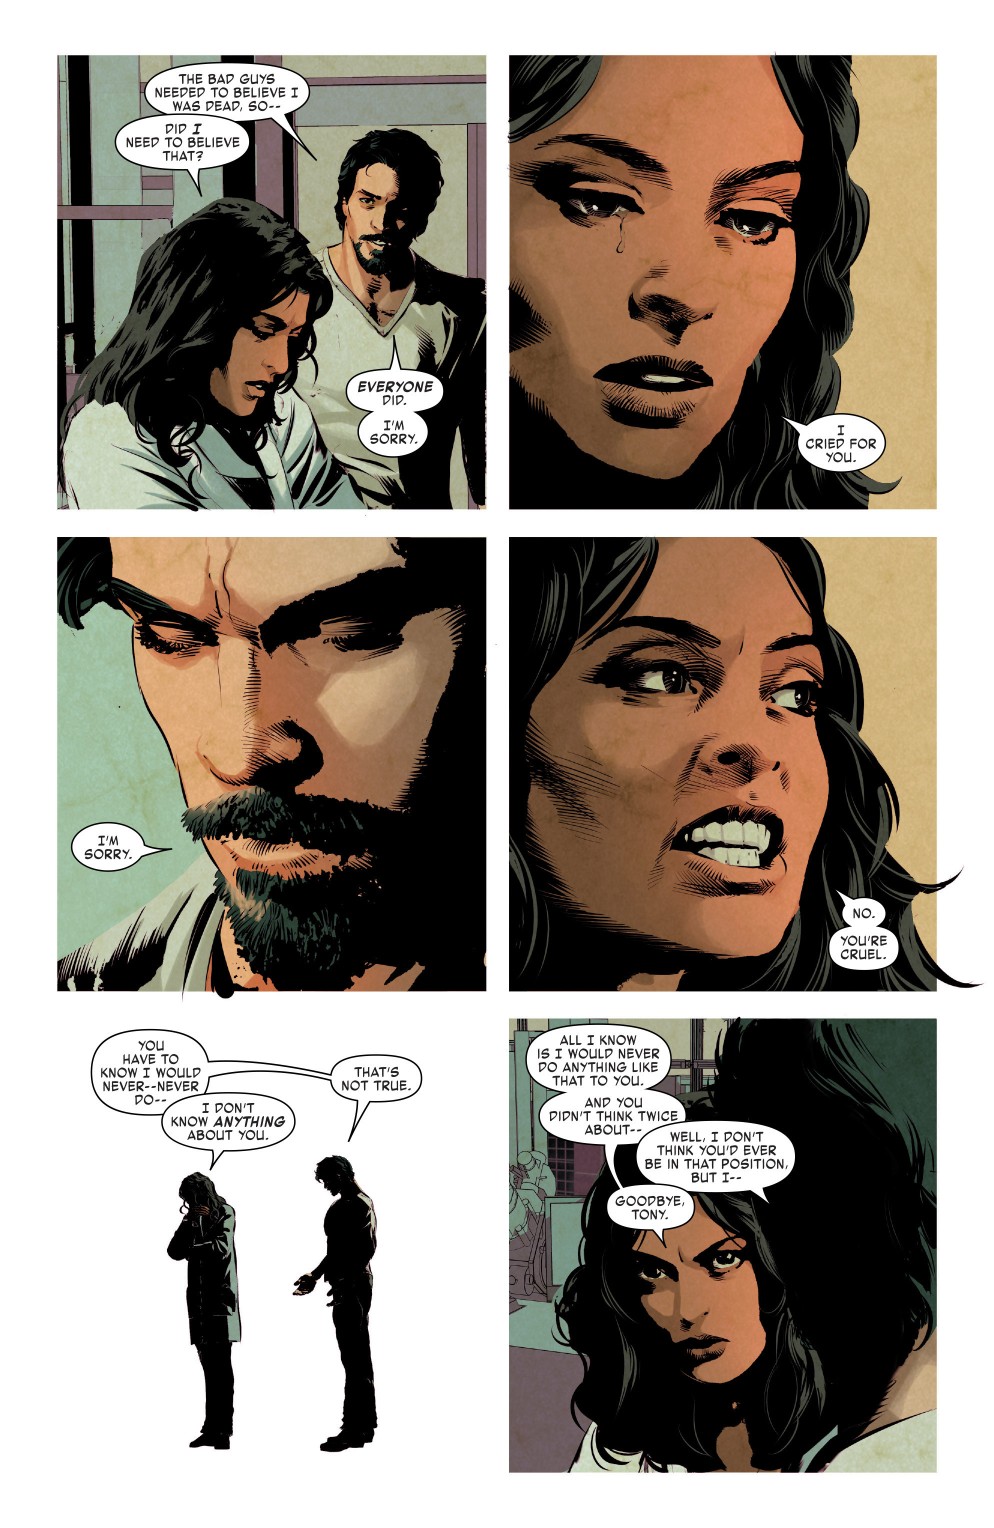 THE BAD GUYS
NEEDED TO BELIEVE I
WAS DEAD, SO--
DID I
NEED TO BELIEVE
THAT?
EVERYONE
DID.
I'M
SORRY.
I
CRIED FOR
YOU.
I'M
SORRY.
NO.
YOU'RE
CRUEL.
YOU
HAVE TO
KNOW I WOULD
NEVER--NEVER
DO--
I DON'T
KNOW ANYTHING
ABOUT YOU.
THAT'S
NOT TRUE.
ALL I KNOW
IS I WOULD NEVER
DO ANYTHING LIKE
THAT TO YOU.
AND YOU
DIDN'T THINK TWICE
ABOUT--
WELL, I DON'T
THINK YOU'D EVER
BE IN THAT POSITION,
BUT I--
GOODBYE,
TONY.